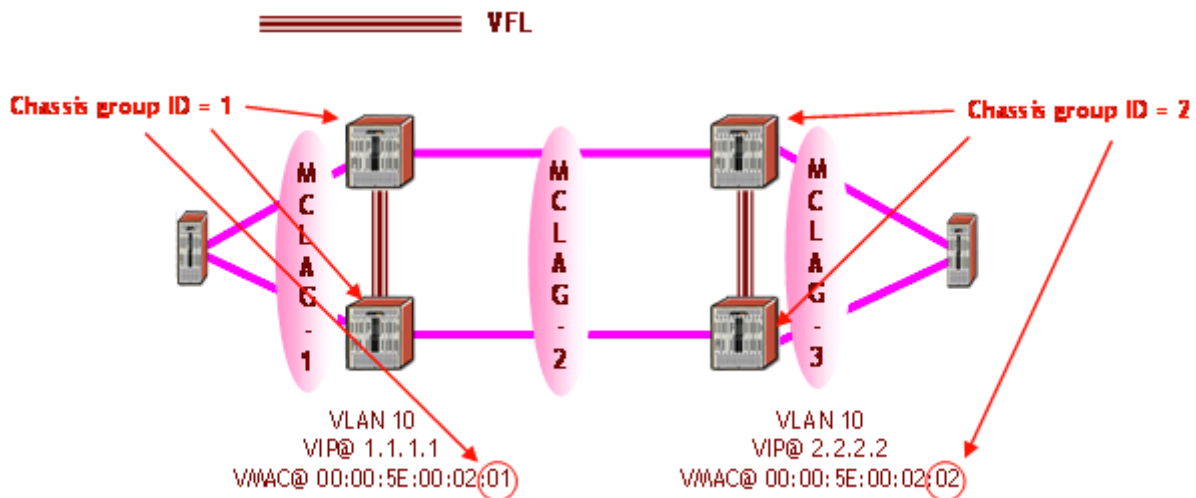 VFL
Chassis group ID = 1
Chassis group ID = 2
MCLAG-1
MCLAG-2
MCLAG-3
VLAN 10
VIP@ 1.1.1.1
VMAC@ 00:00:5E:00:02:01
VLAN 10
VIP@ 2.2.2.2
VMAC@ 00:00:5E:00:02:02